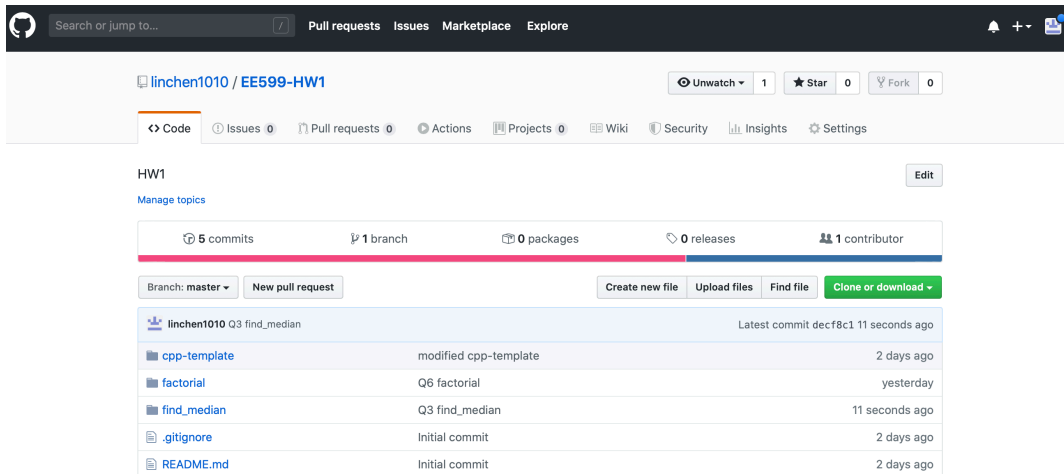 Search or jump to... / Pull requests Issues Marketplace Explore
linchen1010 / EE599-HW1 Unwatch 1 Star 0 Fork 0
Code Issues 0 Pull requests 0 Actions Projects 0 Wiki Security Insights Settings
HW1 Edit
Manage topics
5 commits 1 branch 0 packages 0 releases 1 contributor
Branch: master New pull request Create new file Upload files Find file Clone or download
linchen1010 Q3 find_median Latest commit decf8c1 11 seconds ago
cpp-template modified cpp-template 2 days ago
factorial Q6 factorial yesterday
find_median Q3 find_median 11 seconds ago
.gitignore Initial commit 2 days ago
README.md Initial commit 2 days ago